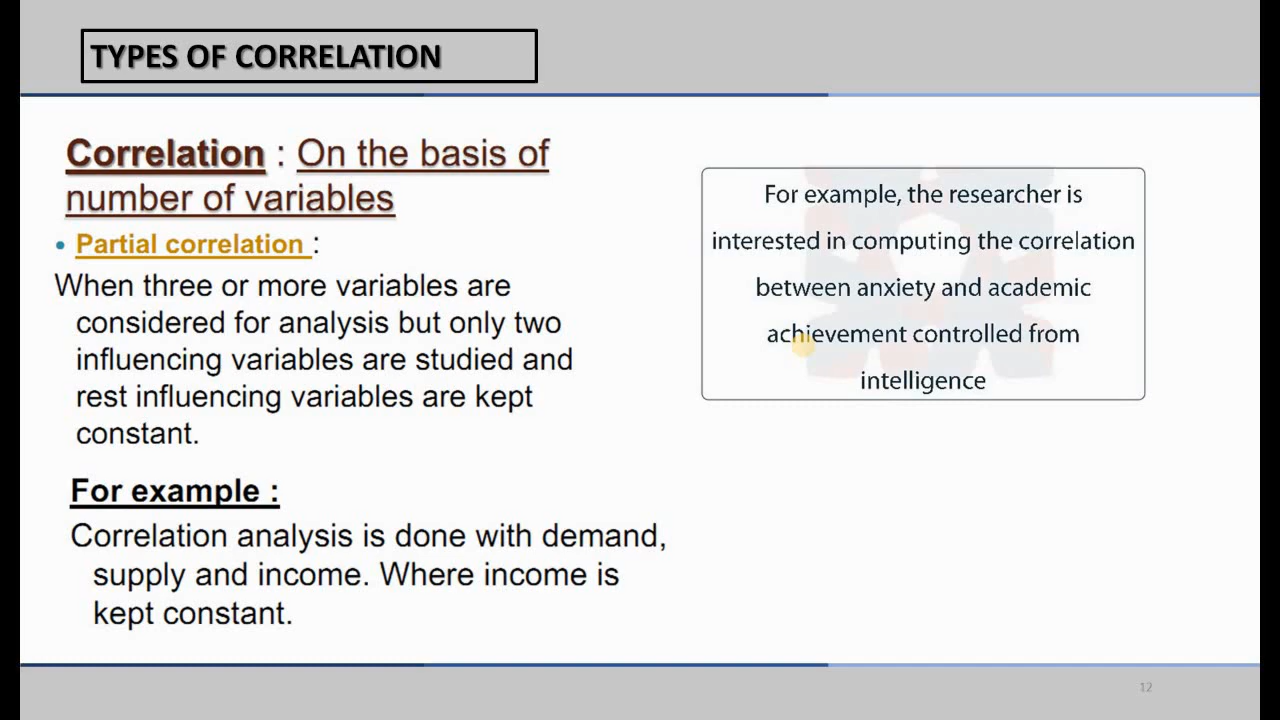 TYPES OF CORRELATION
Correlation : On the basis of
number of variables
• Partial correlation :
When three or more variables are
considered for analysis but only two
influencing variables are studied and
rest influencing variables are kept
constant.
For example :
Correlation analysis is done with demand,
supply and income. Where income is
kept constant.
For example, the researcher is
interested in computing the correlation
between anxiety and academic
achievement controlled from
intelligence
12